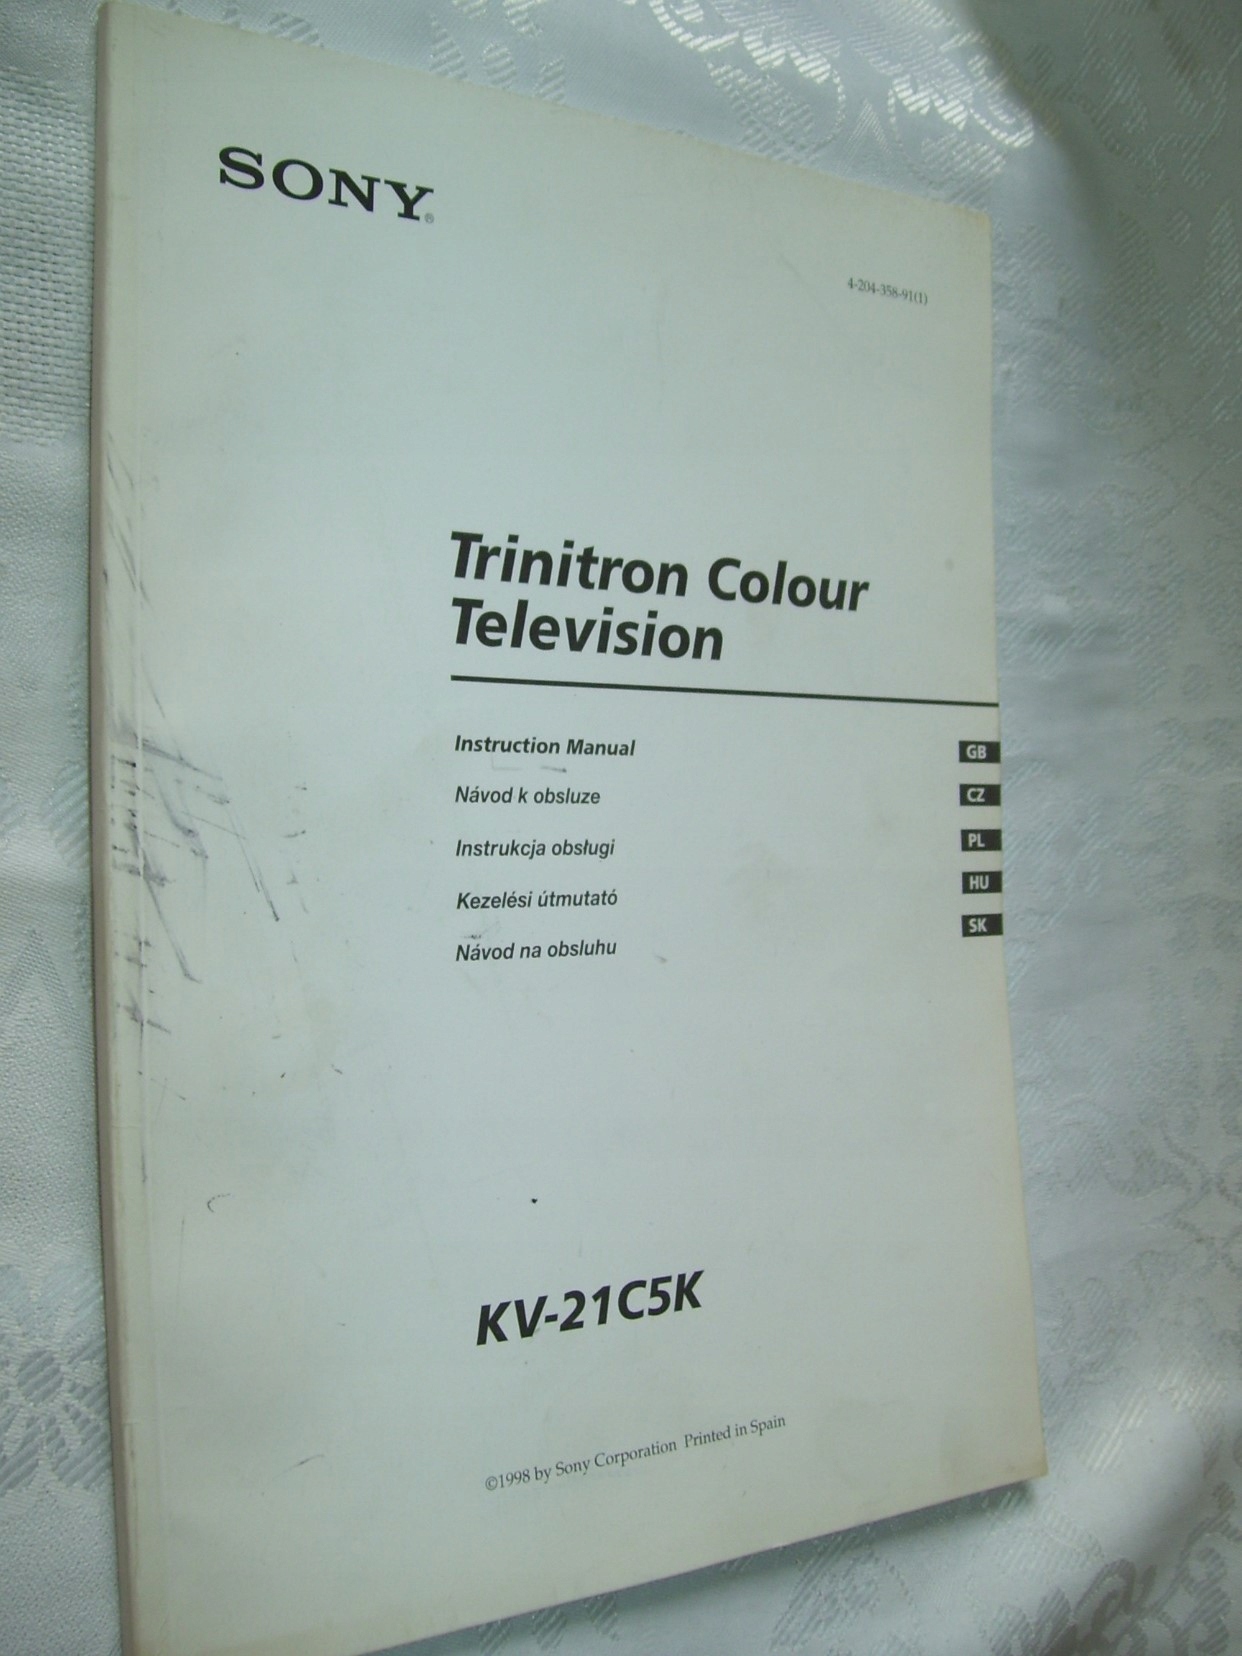 SONY®
4-204-358-91(1)
Trinitron Colour
Television
Instruction Manual GB
Návod k obsluze CZ
Instrukcja obsługi PL
Kezelési útmutató HU
Návod na obsluhu SK
KV-21C5K
©1998 by Sony Corporation Printed in Spain